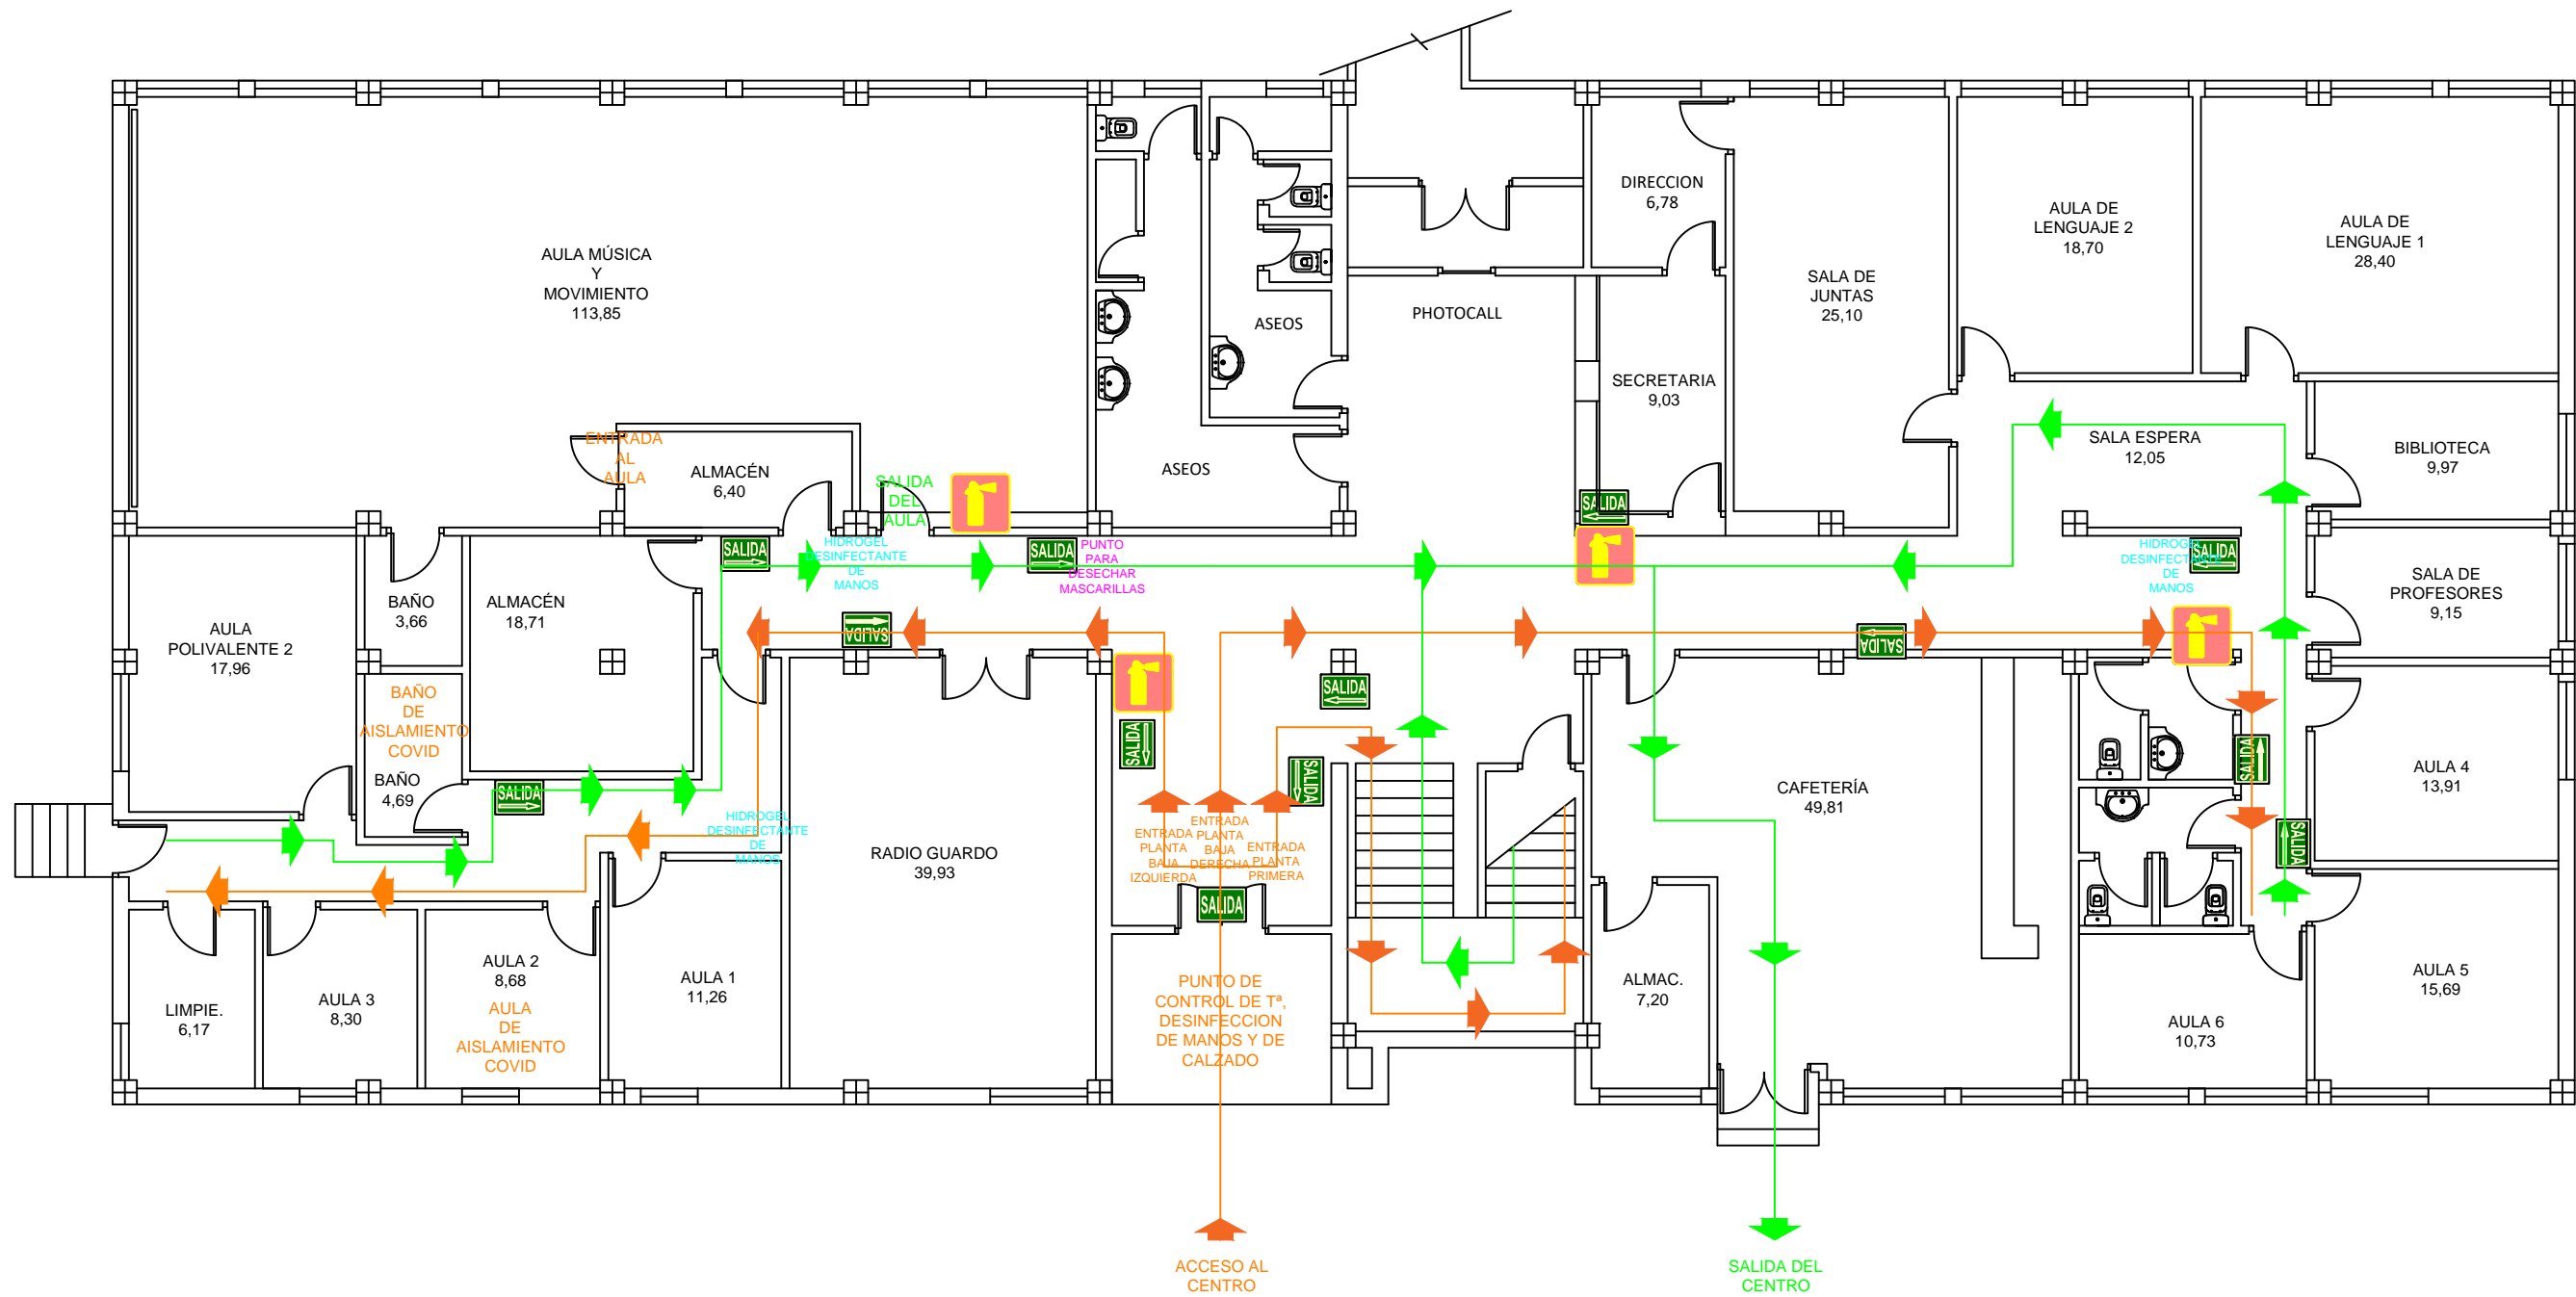 DIRECCION
6,78
AULA DE
LENGUAJE 2
18,70
AULA DE
LENGUAJE 1
28,40
AULA MÚSICA
Y
MOVIMIENTO
113,85
SALA DE
JUNTAS
25,10
PHOTOCALL
ASEOS
SECRETARIA
9,03
ENTRADA
AL
AULA
ALMACÉN
6,40
SALIDA
DEL
AULA
ASEOS
SALA ESPERA
12,05
BIBLIOTECA
9,97
SALIDA
SALIDA
HIDROGEL
DESINFECTANTE
DE
MANOS
SALIDA
PUNTO
PARA
DESECHAR
MASCARILLAS
HIDROGEL
DESINFECTANTE
DE
MANOS
SALIDA
SALA DE
PROFESORES
9,15
BAÑO
3,66
ALMACÉN
18,71
AULA
POLIVALENTE 2
17,96
SALIDA
SALIDA
BAÑO
DE
AISLAMIENTO
COVID
SALIDA
SALIDA
SALIDA
SALIDA
BAÑO
4,69
SALIDA
CAFETERÍA
49,81
AULA 4
13,91
HIDROGEL
DESINFECTANTE
DE
MANOS
RADIO GUARDO
39,93
ENTRADA
PLANTA
BAJA
IZQUIERDA
ENTRADA
PLANTA
BAJA
DERECHA
ENTRADA
PLANTA
PRIMERA
SALIDA
SALIDA
AULA 2
8,68
AULA
DE
AISLAMIENTO
COVID
AULA 1
11,26
LIMPIE.
6,17
AULA 3
8,30
PUNTO DE
CONTROL DE Tª,
DESINFECCION
DE MANOS Y DE
CALZADO
ALMAC.
7,20
AULA 5
15,69
AULA 6
10,73
ACCESO AL
CENTRO
SALIDA DEL
CENTRO